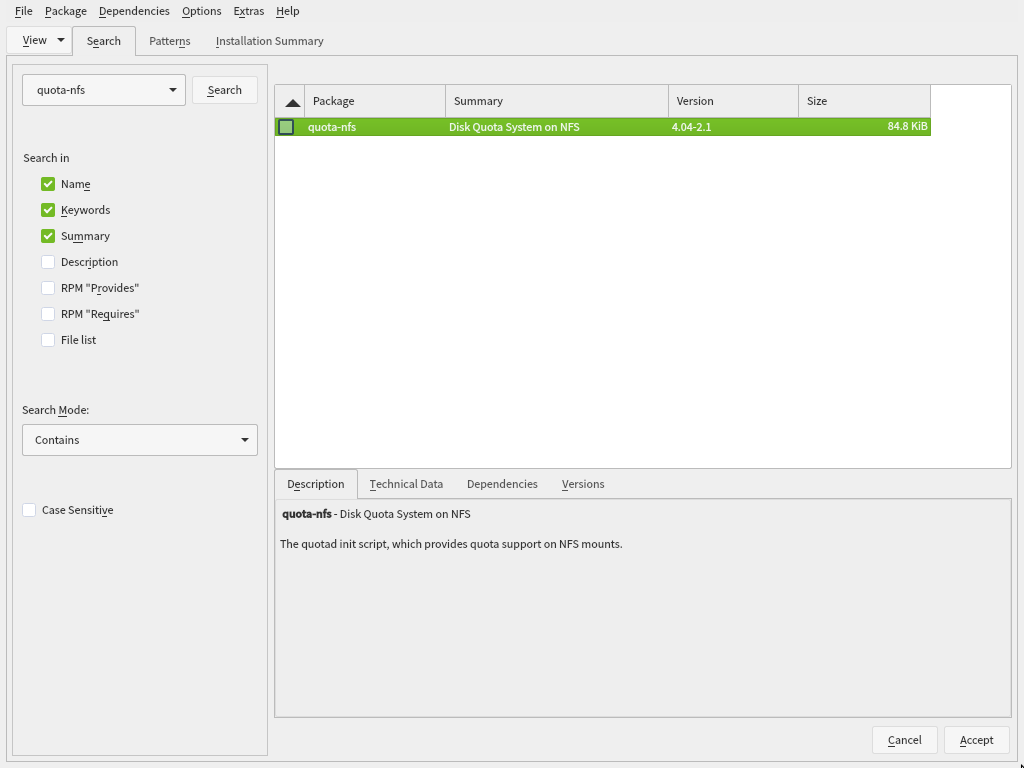 File Package Dependencies Options Extras Help
View Search Patterns Installation Summary
quota-nfs Search
Search in
Name
Keywords
Summary
Description
RPM "Provides"
RPM "Requires"
File list
Search Mode:
Contains
Case Sensitive
Package Summary Version Size
quota-nfs Disk Quota System on NFS 4.04-2.1 84.8 KiB
Description Technical Data Dependencies Versions
quota-nfs - Disk Quota System on NFS
The quotad init script, which provides quota support on NFS mounts.
Cancel Accept